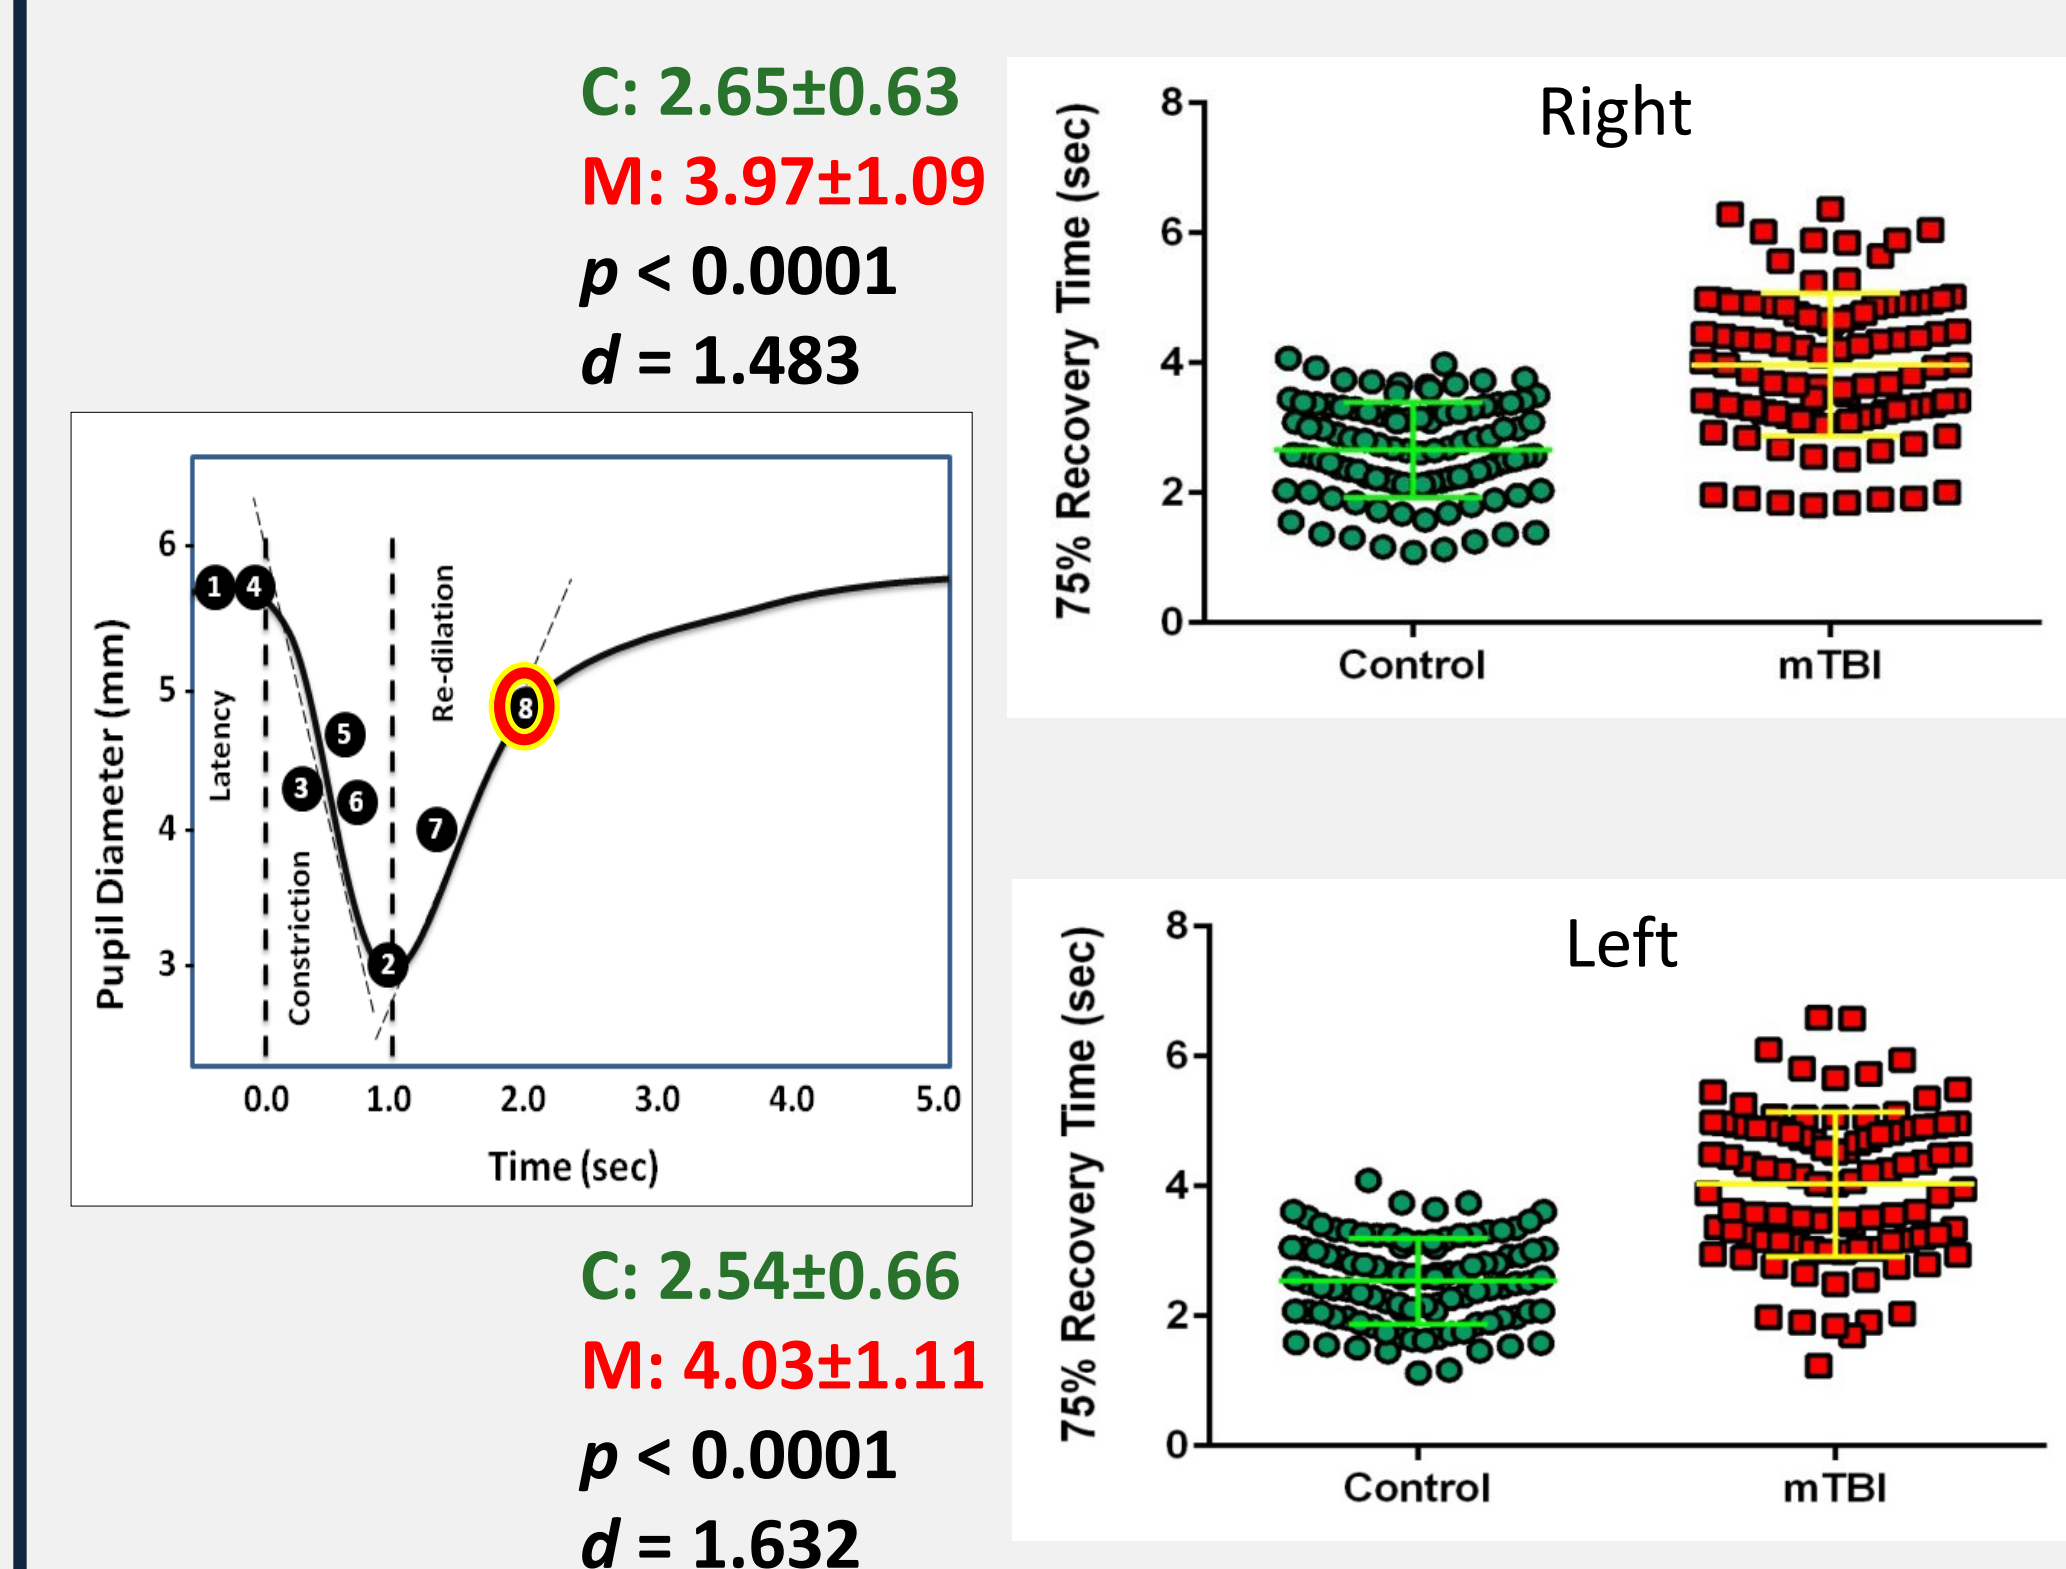 C: 2.65±0.63
M: 3.97±1.09
p < 0.0001
d = 1.483
Right
75% Recovery Time (sec)
8
6
4
2
0
Control mTBI
Pupil Diameter (mm)
6
5
4
3
Latency
Constriction
Re-dilation
1 4
5
3
6
7
2
8
0.0 1.0 2.0 3.0 4.0 5.0
Time (sec)
C: 2.54±0.66
M: 4.03±1.11
p < 0.0001
d = 1.632
Left
75% Recovery Time (sec)
8
6
4
2
0
Control mTBI